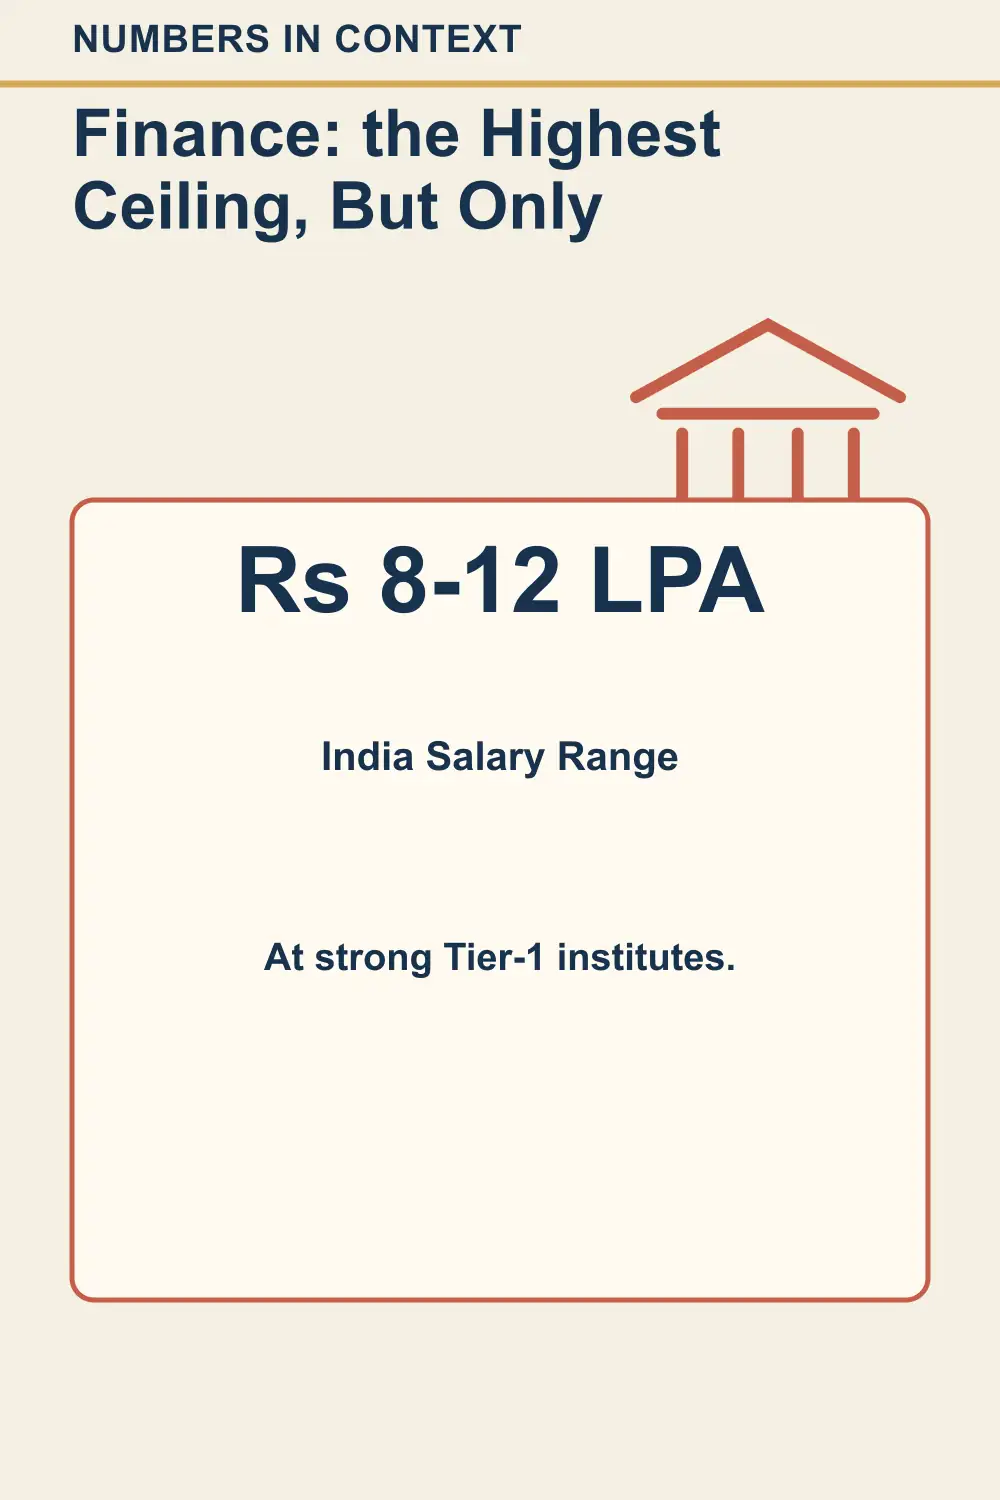 NUMBERS IN CONTEXT
Finance: the Highest
Ceiling, But Only
Rs 8-12 LPA
India Salary Range
At strong Tier-1 institutes.